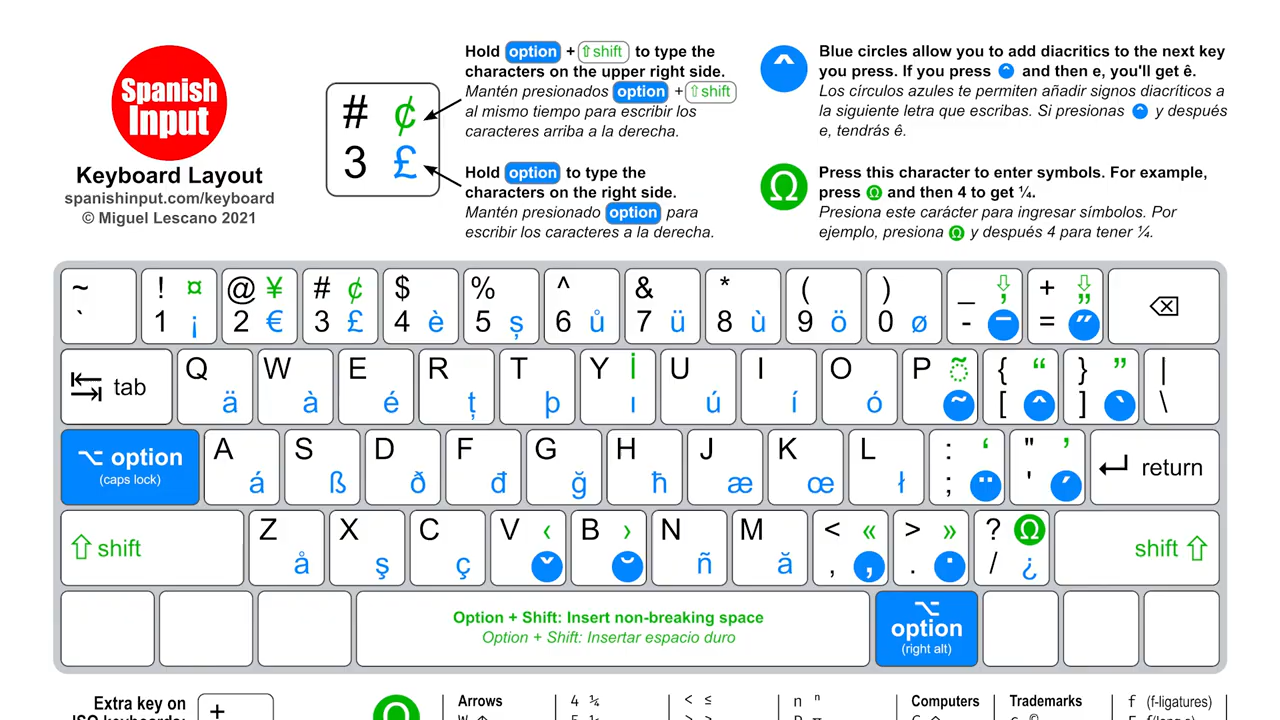 Spanish
Input
Keyboard Layout
spanishinput.com/keyboard
© Miguel Lescano 2021
# ¢
3 £
Hold option + ⇧shift to type the
characters on the upper right side.
Mantén presionados option + ⇧shift
al mismo tiempo para escribir los
caracteres arriba a la derecha.
Hold option to type the
characters on the right side.
Mantén presionado option para
escribir los caracteres a la derecha.
ˆ
Blue circles allow you to add diacritics to the next key
you press. If you press ˆ and then e, you'll get ê.
Los círculos azules te permiten añadir signos diacríticos a
la siguiente letra que escribas. Si presionas ˆ y después
e, tendrás ê.
Ω
Press this character to enter symbols. For example,
press Ω and then 4 to get ¼.
Presiona este carácter para ingresar símbolos. Por
ejemplo, presiona Ω y después 4 para tener ¼.
~ ! ¤ @ ¥ # ¢ $ % ^ & * ( ) _ ⇩ , + ⇩ „
` 1 ¡ 2 € 3 £ 4 è 5 ș 6 ů 7 ü 8 ù 9 ö 0 ø - ¯ = ˝ ⌫
tab Q W E R T Y İ U I O P ◌̃ { “ } ” |
ä à é ț þ ı ú í ó ˜ [ ˆ ] ` \
⌥ option A S D F G H J K L : ‘ " ’ ↵ return
(caps lock) á ß ð đ ğ ħ æ œ ł ; ¨ ' ´
⇧ shift Z X C V ‹ B › N M < « > » ? Ω shift ⇧
å ş ç ˇ ˘ ñ ă , ¸ . ˙ / ¿
Option + Shift: Insert non-breaking space
Option + Shift: Insertar espacio duro
⌥
option
(right alt)
Extra key on
ISO keyboards:
+
Ω
Arrows 4 ¼ < ≤ n ⁿ Computers Trademarks f (f-ligatures)